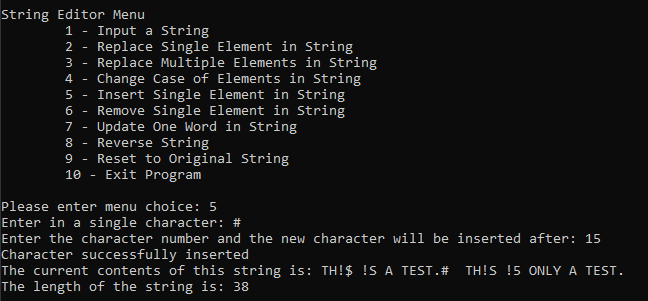 String Editor Menu
1 - Input a String
2 - Replace Single Element in String
3 - Replace Multiple Elements in String
4 - Change Case of Elements in String
5 - Insert Single Element in String
6 - Remove Single Element in String
7 - Update One Word in String
8 - Reverse String
9 - Reset to Original String
10 - Exit Program
Please enter menu choice: 5
Enter in a single character: #
Enter the character number and the new character will be inserted after: 15
Character successfully inserted
The current contents of this string is: TH!$ !S A TEST.#  TH!S !5 ONLY A TEST.
The length of the string is: 38